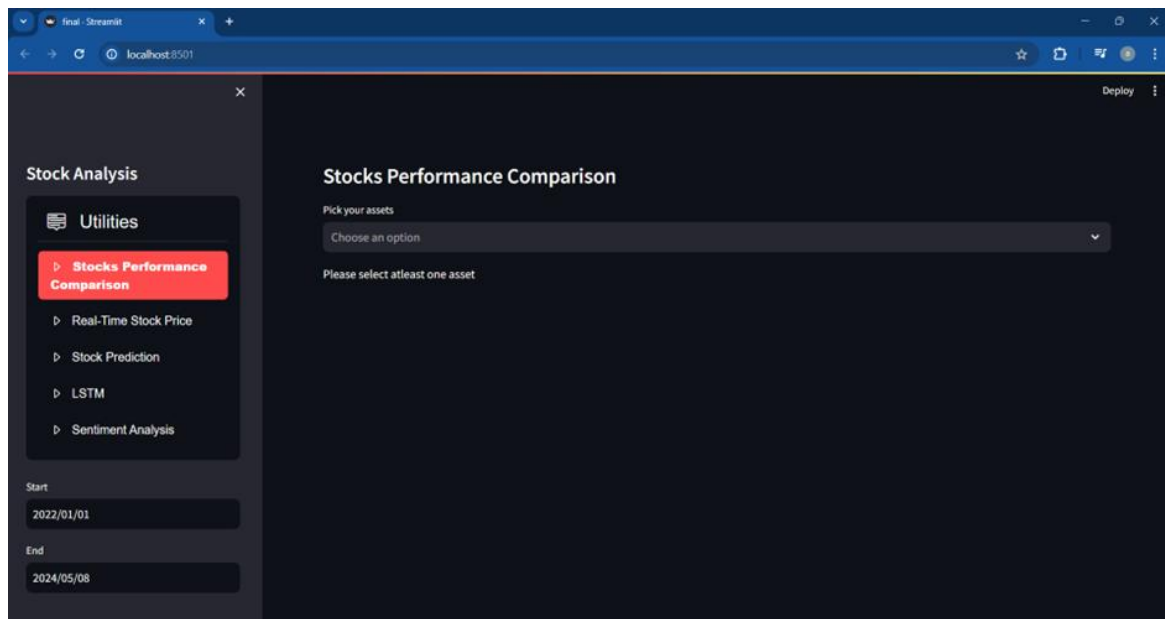 final - Streamlit
localhost:8501
Deploy
Stock Analysis
Utilities
Stocks Performance
Comparison
Real-Time Stock Price
Stock Prediction
LSTM
Sentiment Analysis
Start
2022/01/01
End
2024/05/08
Stocks Performance Comparison
Pick your assets
Choose an option
Please select atleast one asset